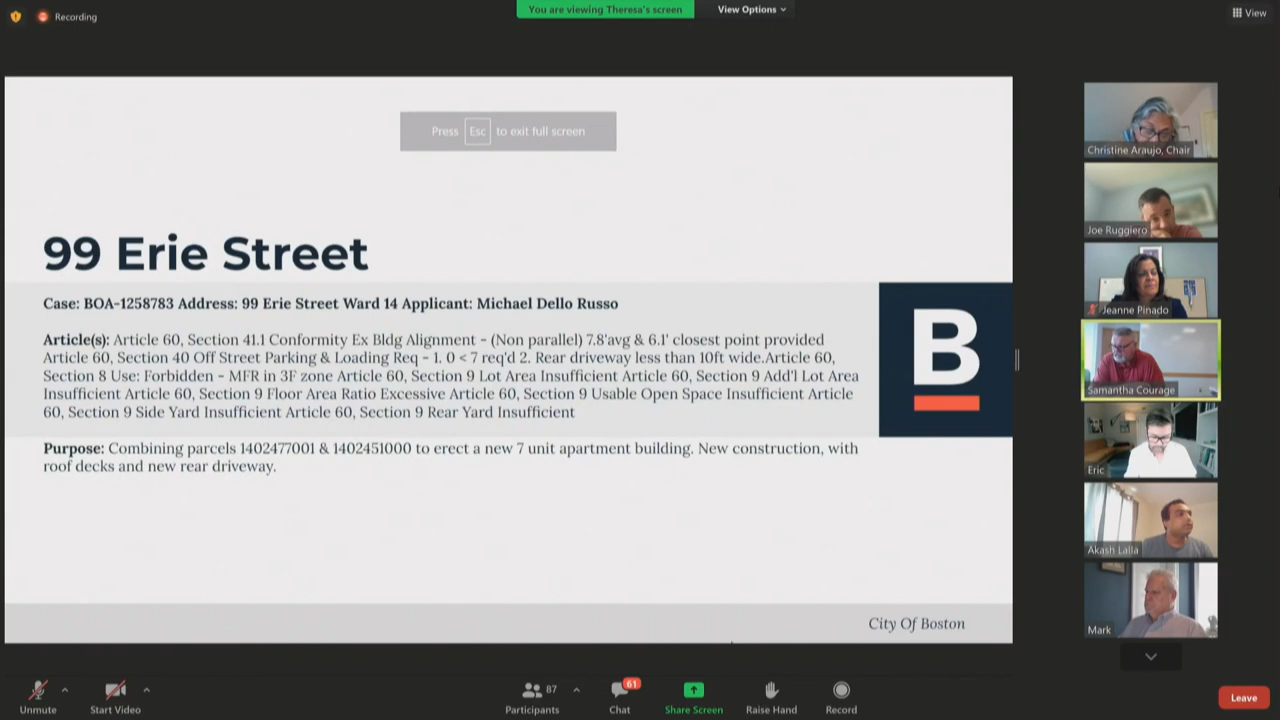 You are viewing Theresa's screen
View Options
Recording
View
Press Esc to exit full screen
99 Erie Street
Case: BOA-1258783 Address: 99 Erie Street Ward 14 Applicant: Michael Dello Russo
Article(s): Article 60, Section 41.1 Conformity Ex Bldg Alignment - (Non parallel) 7.8'avg & 6.1' closest point provided
Article 60, Section 40 Off Street Parking & Loading Req - 1. 0 < 7 req'd 2. Rear driveway less than 10ft wide.Article 60,
Section 8 Use: Forbidden - MFR in 3F zone Article 60, Section 9 Lot Area Insufficient Article 60, Section 9 Add'l Lot Area
Insufficient Article 60, Section 9 Floor Area Ratio Excessive Article 60, Section 9 Usable Open Space Insufficient Article
60, Section 9 Side Yard Insufficient Article 60, Section 9 Rear Yard Insufficient
Purpose: Combining parcels 1402477001 & 1402451000 to erect a new 7 unit apartment building. New construction, with
roof decks and new rear driveway.
B
City Of Boston
Christine Araujo, Chair
Joe Ruggiero
Jeanne Pinado
Samantha Courage
Eric
Akash Lalla
Mark
Unmute
Start Video
87
Participants
61
Chat
Share Screen
Raise Hand
Record
Leave